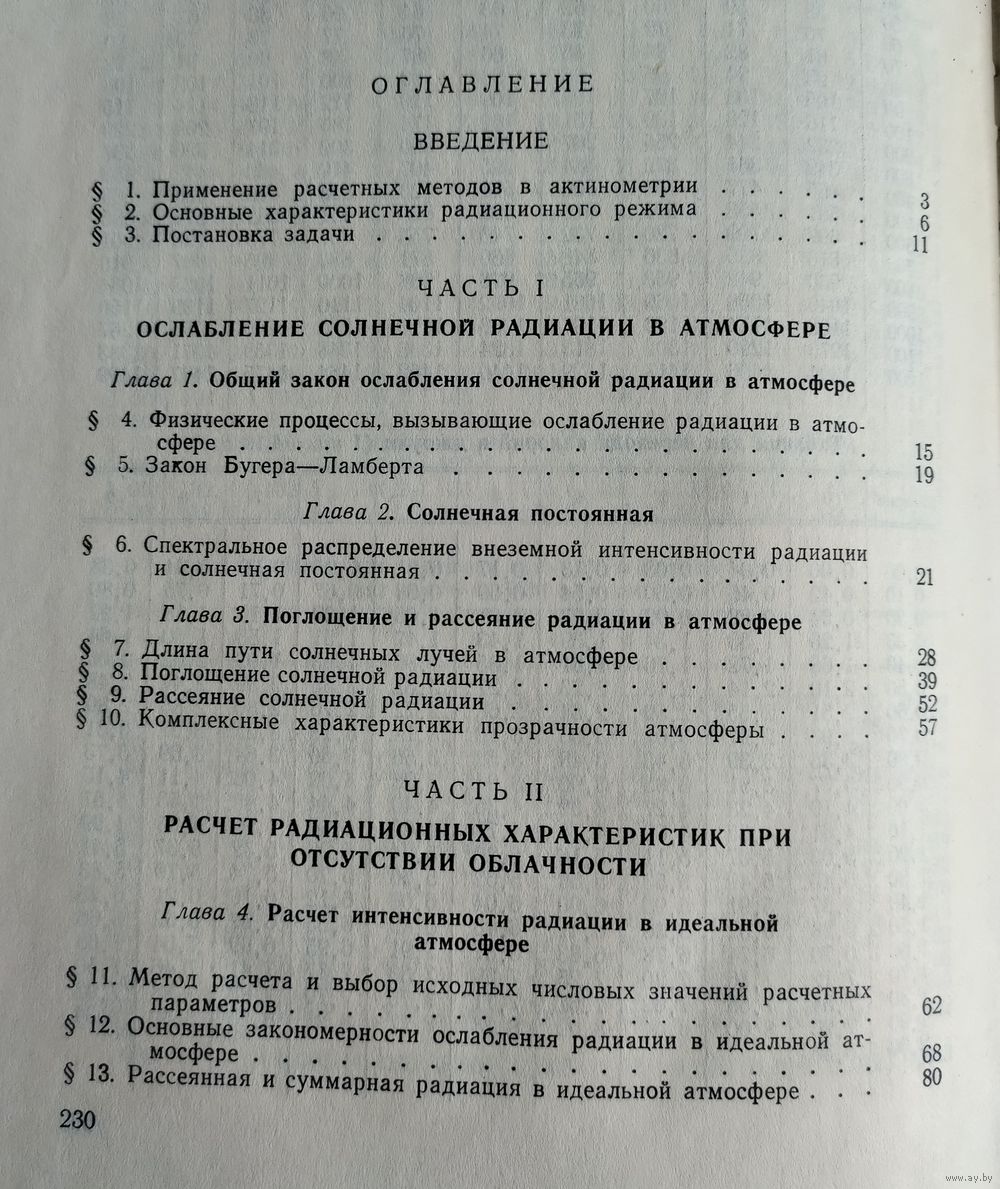 ОГЛАВЛЕНИЕ
ВВЕДЕНИЕ
§ 1. Применение расчетных методов в актинометрии . . . . . . 3
§ 2. Основные характеристики радиационного режима . . . . . . 6
§ 3. Постановка задачи . . . . . . . . . . . . . . . . . . 11
ЧАСТЬ I
ОСЛАБЛЕНИЕ СОЛНЕЧНОЙ РАДИАЦИИ В АТМОСФЕРЕ
Глава 1. Общий закон ослабления солнечной радиации в атмосфере
§ 4. Физические процессы, вызывающие ослабление радиации в атмо-
сфере . . . . . . . . . . . . . . . . . . . . . . 15
§ 5. Закон Бугера—Ламберта . . . . . . . . . . . . . . . 19
Глава 2. Солнечная постоянная
§ 6. Спектральное распределение внеземной интенсивности радиации
и солнечная постоянная . . . . . . . . . . . . . . . . 21
Глава 3. Поглощение и рассеяние радиации в атмосфере
§ 7. Длина пути солнечных лучей в атмосфере . . . . . . . . 28
§ 8. Поглощение солнечной радиации . . . . . . . . . . . . . 39
§ 9. Рассеяние солнечной радиации . . . . . . . . . . . . . 52
§ 10. Комплексные характеристики прозрачности атмосферы . . . . 57
ЧАСТЬ II
РАСЧЕТ РАДИАЦИОННЫХ ХАРАКТЕРИСТИК ПРИ
ОТСУТСТВИИ ОБЛАЧНОСТИ
Глава 4. Расчет интенсивности радиации в идеальной
атмосфере
§ 11. Метод расчета и выбор исходных числовых значений расчетных
параметров . . . . . . . . . . . . . . . . . . . . . 62
§ 12. Основные закономерности ослабления радиации в идеальной ат-
мосфере . . . . . . . . . . . . . . . . . . . . . . 68
§ 13. Рассеянная и суммарная радиация в идеальной атмосфере . . . 80
230
www.ay.by